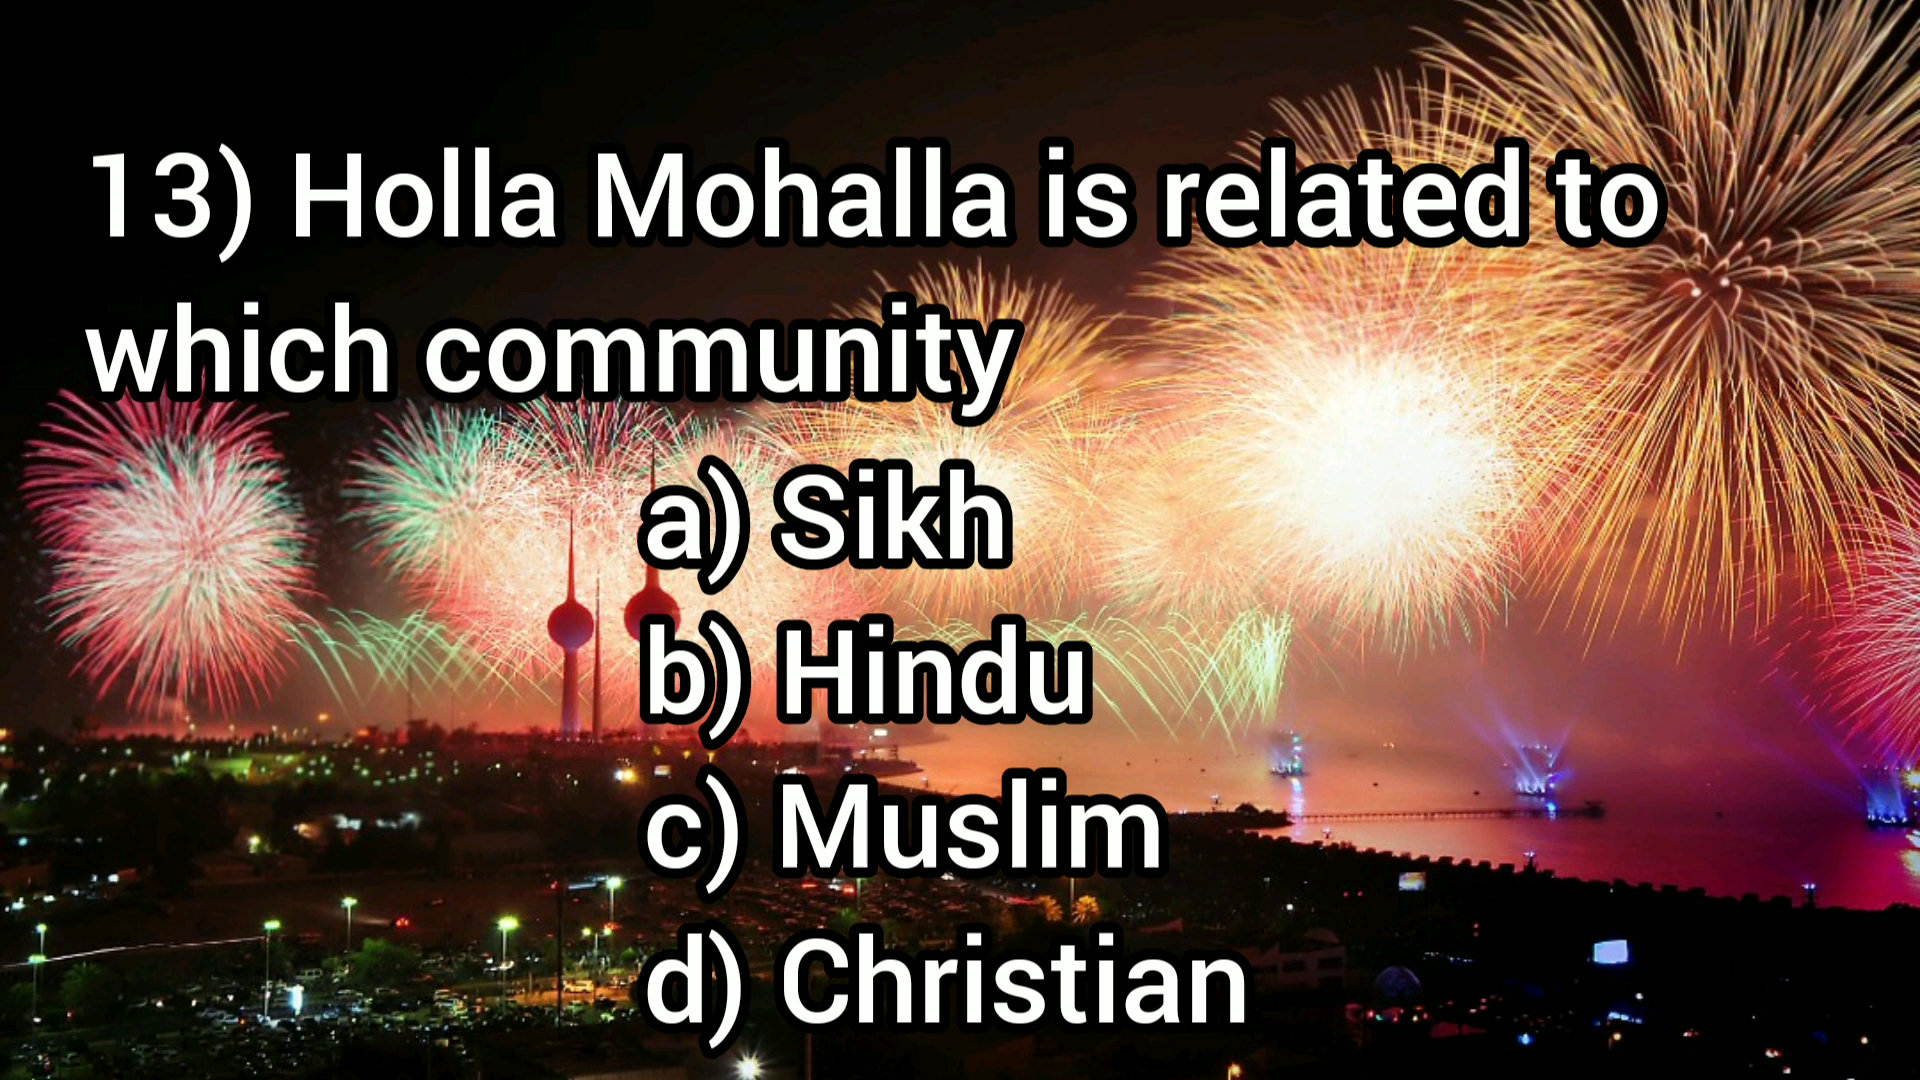 13) Holla Mohalla is related to
which community
a) Sikh
b) Hindu
c) Muslim
d) Christian